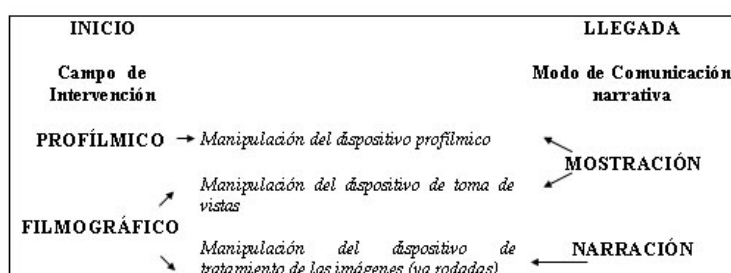 INICIO
LLEGADA
Campo de
Intervención
Modo de Comunicación
narrativa
PROFÍLMICO
Manipulación del dispositivo profílmico
MOSTRACIÓN
Manipulación del dispositivo de toma de
vistas
FILMOGRÁFICO
Manipulación del dispositivo de
tratamiento de las imágenes (ya rodadas)
NARRACIÓN